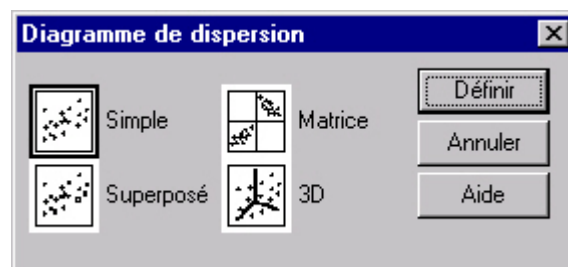 Diagramme de dispersion
Simple
Matrice
Définir
Annuler
Superposé
3D
Aide